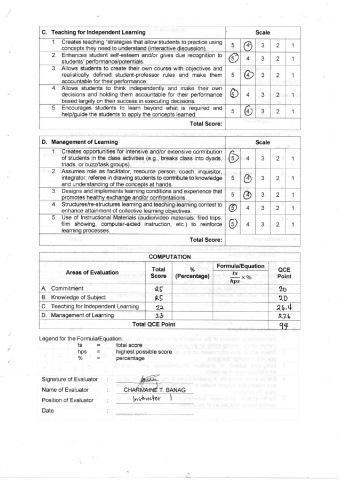 C. Teaching for Independent Learning Scale
1. Creates teaching strategies that allow students to practice using
concepts they need to understand (interactive discussion). 5 4 3 2 1
2. Enhance student self-esteem and/or gives due recognition to
students' performance/potentials. 5 4 3 2 1
3. Allows students to create their own course with objectives and
realistically defined student-professor rules and make them
accountable for their performance. 5 4 3 2 1
4. Allows students to think independently and make their own
decisions and holding them accountable for their performance
based largely on their success in executing decisions. 5 4 3 2 1
5. Encourages students to learn beyond what is required and
help/guide the students to apply the concepts learned. 5 4 3 2 1
Total Score:
D. Management of Learning Scale
1. Creates opportunities for intensive and/or extensive contribution
of students in the class activities (e.g., breaks class into dyads,
triads, or buzz/task groups). 5 4 3 2 1
2. Assumes role as facilitator, resource person, coach, inquisitor,
integrator, referee in drawing students to contribute to knowledge
and understanding of the concepts at hands. 5 4 3 2 1
3. Designs and implements learning conditions and experience that
promotes healthy exchange and/or confrontations. 5 4 3 2 1
4. Structures/re-structures learning and teaching-learning context to
enhance attainment of collective learning objectives. 5 4 3 2 1
5. Use of Instructional Materials (audio/video materials: filed trips,
film showing, computer-aided instruction, etc.) to reinforce
learning processes. 5 4 3 2 1
Total Score:
COMPUTATION
Areas of Evaluation Total Score % (Percentage) Formula/Equation ts/hps x % QCE Point
A. Commitment 25 20
B. Knowledge of Subject 25 20
C. Teaching for Independent Learning 22 26.4
D. Management of Learning 23 27.6
Total QCE Point 94
Legend for the Formula/Equation:
ts = total score
hps = highest possible score
% = percentage
Signature of Evaluator :
Name of Evaluator : CHARMAINE T. BANAG
Position of Evaluator : Instructor I
Date :